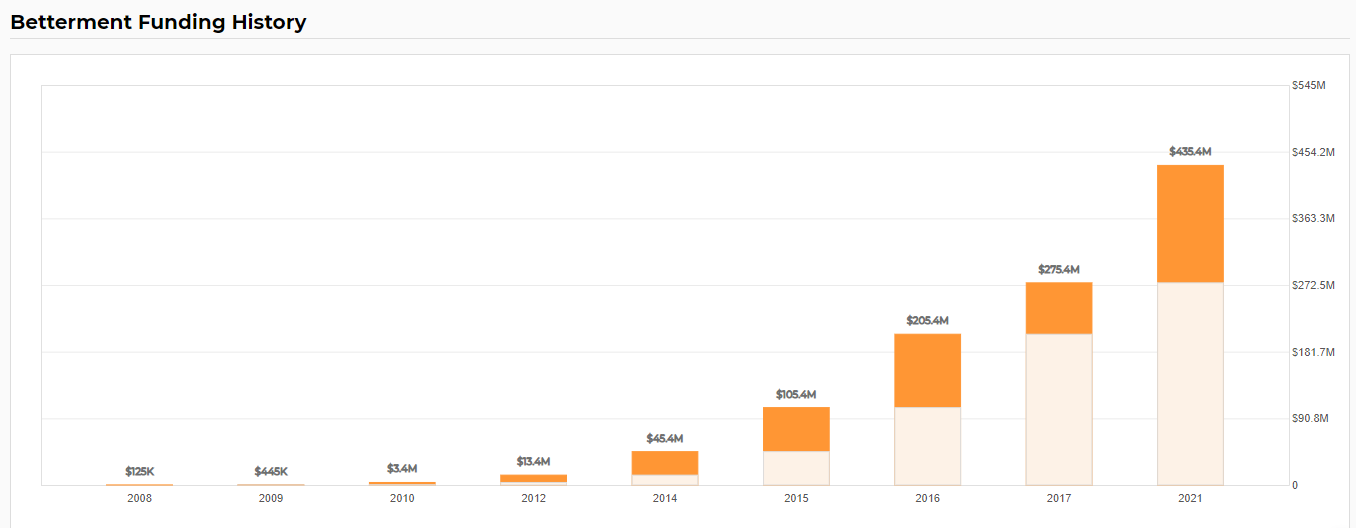 Betterment Funding History
$545M
$435.4M
$454.2M
$363.3M
$275.4M
$272.5M
$205.4M
$181.7M
$105.4M
$90.8M
$45.4M
$13.4M
$125K $445K $3.4M
0
2008 2009 2010 2012 2014 2015 2016 2017 2021